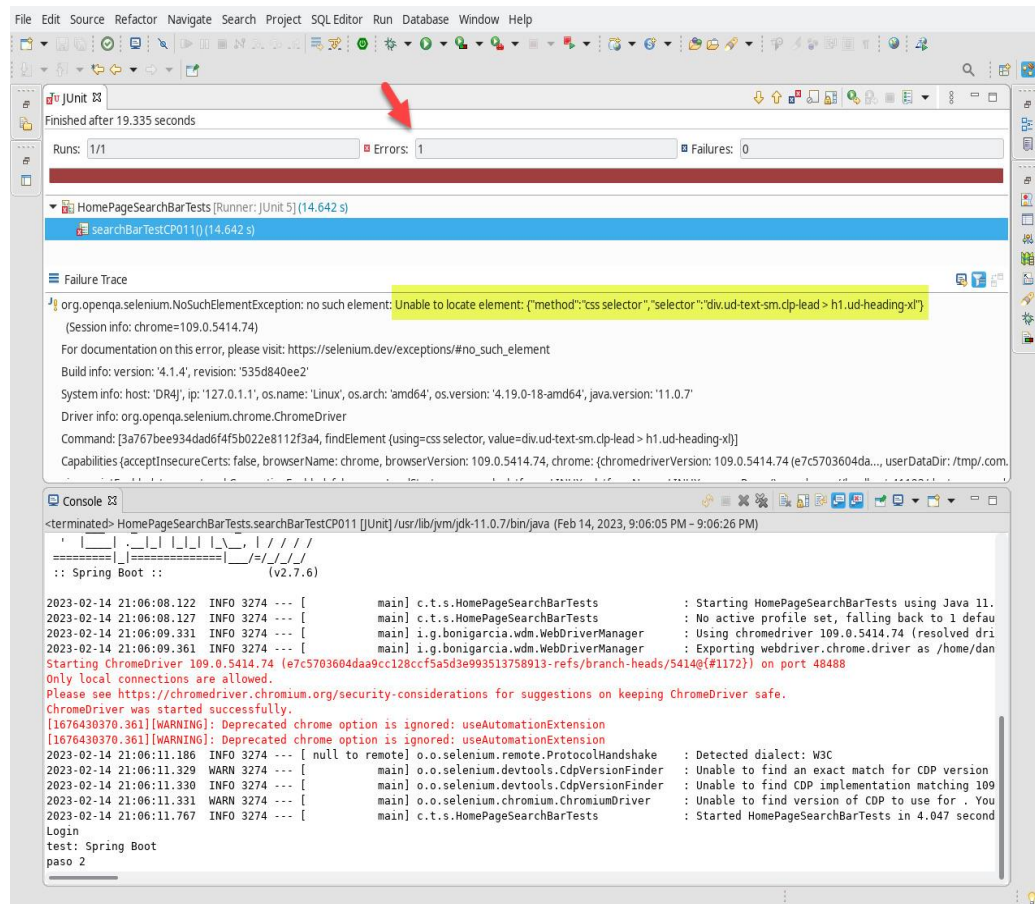 File Edit Source Refactor Navigate Search Project SQL Editor Run Database Window Help
JUnit
Finished after 19.335 seconds
Runs: 1/1 Errors: 1 Failures: 0
HomePageSearchBarTests [Runner: JUnit 5] (14.642 s)
searchBarTestCP011() (14.642 s)
Failure Trace
org.openqa.selenium.NoSuchElementException: no such element: Unable to locate element: {"method":"css selector","selector":"div.ud-text-sm.clp-lead > h1.ud-heading-xl"}
(Session info: chrome=109.0.5414.74)
For documentation on this error, please visit: https://selenium.dev/exceptions/#no_such_element
Build info: version: '4.1.4', revision: '535d840ee2'
System info: host: 'DR4J', ip: '127.0.1.1', os.name: 'Linux', os.arch: 'amd64', os.version: '4.19.0-18-amd64', java.version: '11.0.7'
Driver info: org.openqa.selenium.chrome.ChromeDriver
Command: [3a767bee934dad6f4f5b022e8112f3a4, findElement {using=css selector, value=div.ud-text-sm.clp-lead > h1.ud-heading-xl}]
Capabilities {acceptInsecureCerts: false, browserName: chrome, browserVersion: 109.0.5414.74, chrome: {chromedriverVersion: 109.0.5414.74 (e7c5703604da..., userDataDir: /tmp/.com.
Console
<terminated> HomePageSearchBarTests.searchBarTestCP011 [JUnit] /usr/lib/jvm/jdk-11.0.7/bin/java (Feb 14, 2023, 9:06:05 PM – 9:06:26 PM)
' |____| .__|_| |_|_| |_\__, | / / / /
=========|_|==============|___/=/_/_/_/
:: Spring Boot :: (v2.7.6)
2023-02-14 21:06:08.122 INFO 3274 --- [ main] c.t.s.HomePageSearchBarTests : Starting HomePageSearchBarTests using Java 11.
2023-02-14 21:06:08.127 INFO 3274 --- [ main] c.t.s.HomePageSearchBarTests : No active profile set, falling back to 1 defau
2023-02-14 21:06:09.331 INFO 3274 --- [ main] i.g.bonigarcia.wdm.WebDriverManager : Using chromedriver 109.0.5414.74 (resolved dri
2023-02-14 21:06:09.361 INFO 3274 --- [ main] i.g.bonigarcia.wdm.WebDriverManager : Exporting webdriver.chrome.driver as /home/dan
Starting ChromeDriver 109.0.5414.74 (e7c5703604daa9cc128ccf5a5d3e993513758913-refs/branch-heads/5414@{#1172}) on port 48488
Only local connections are allowed.
Please see https://chromedriver.chromium.org/security-considerations for suggestions on keeping ChromeDriver safe.
ChromeDriver was started successfully.
[1676430370.361][WARNING]: Deprecated chrome option is ignored: useAutomationExtension
[1676430370.361][WARNING]: Deprecated chrome option is ignored: useAutomationExtension
2023-02-14 21:06:11.186 INFO 3274 --- [ null to remote] o.o.selenium.remote.ProtocolHandshake : Detected dialect: W3C
2023-02-14 21:06:11.329 WARN 3274 --- [ main] o.o.selenium.devtools.CdpVersionFinder : Unable to find an exact match for CDP version
2023-02-14 21:06:11.330 INFO 3274 --- [ main] o.o.selenium.devtools.CdpVersionFinder : Unable to find CDP implementation matching 109
2023-02-14 21:06:11.331 WARN 3274 --- [ main] o.o.selenium.chromium.ChromiumDriver : Unable to find version of CDP to use for . You
2023-02-14 21:06:11.767 INFO 3274 --- [ main] c.t.s.HomePageSearchBarTests : Started HomePageSearchBarTests in 4.047 second
Login
test: Spring Boot
paso 2